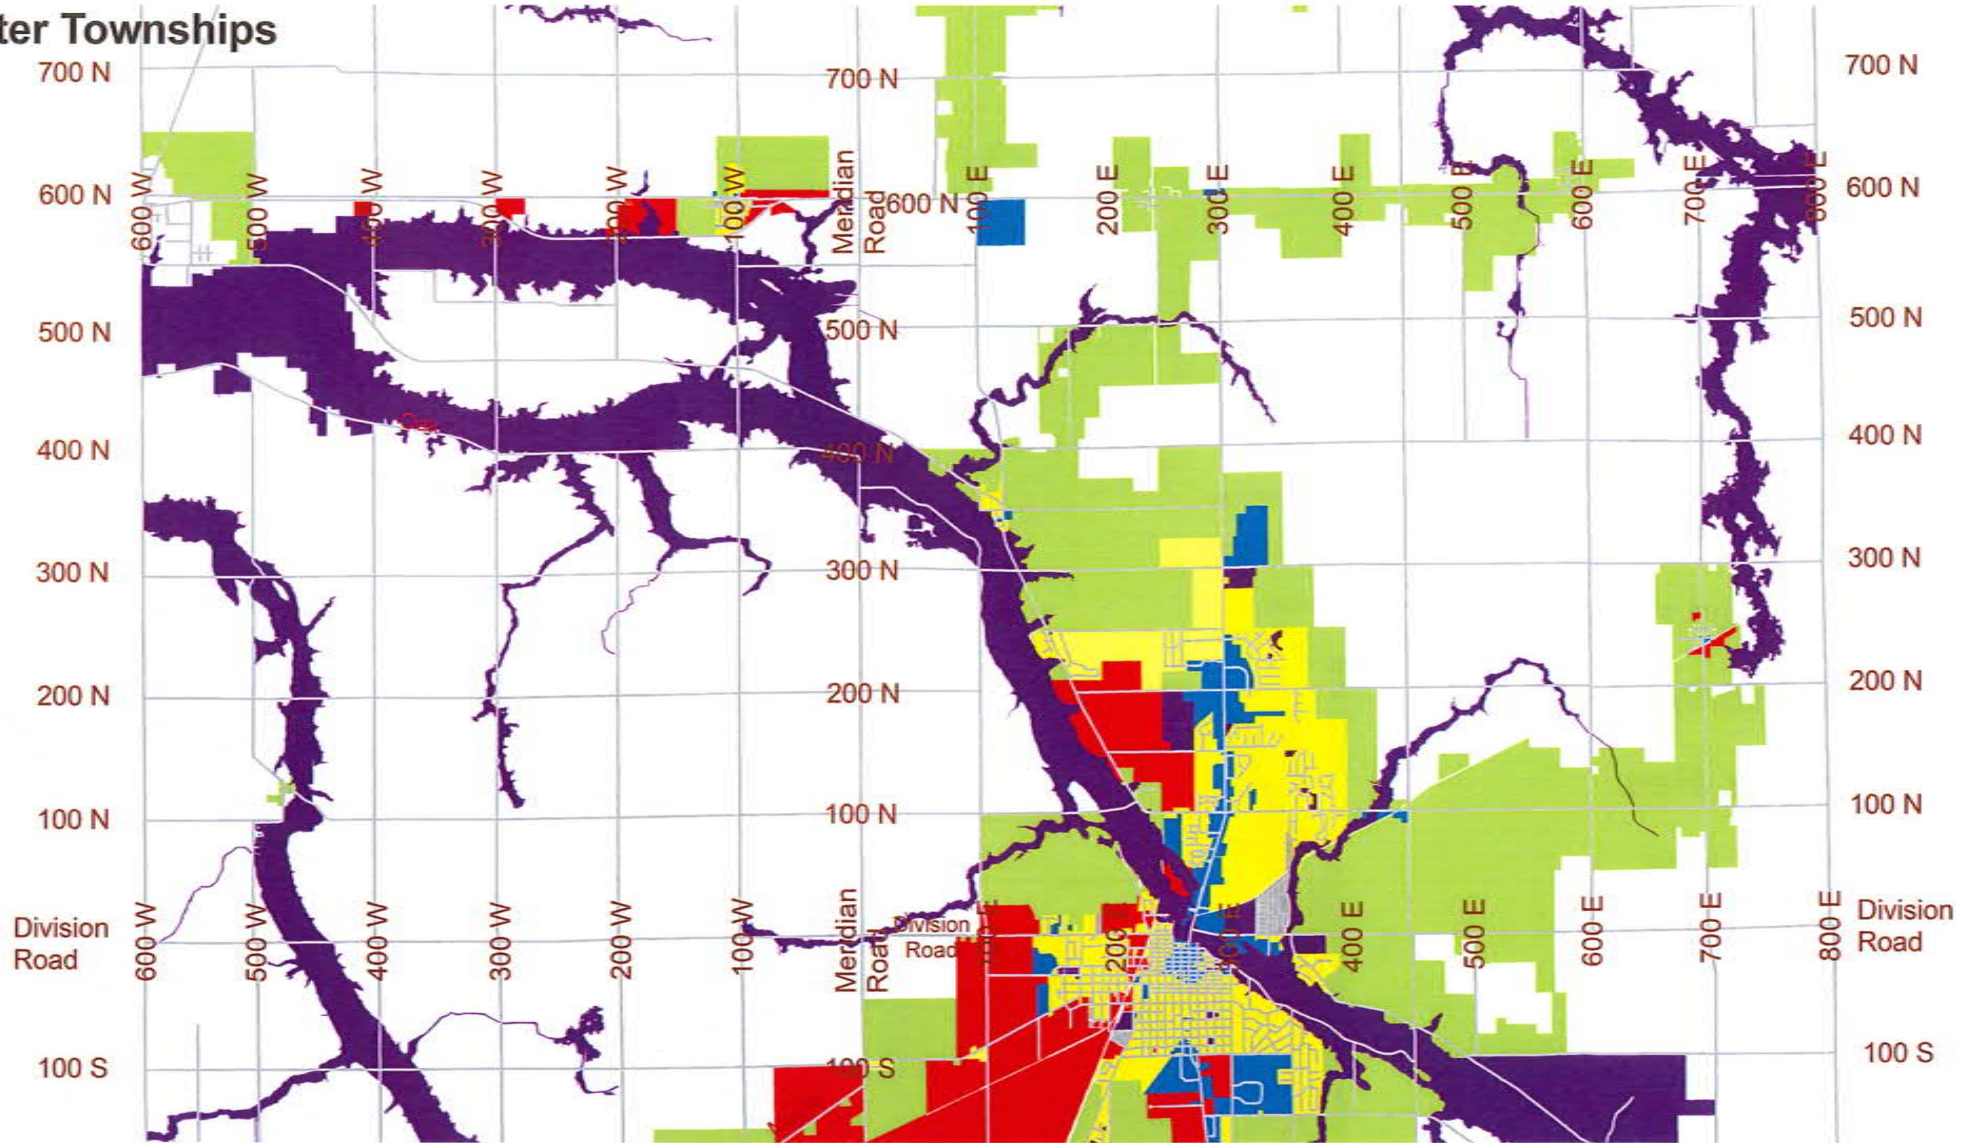 ter Townships
700 N
700 N
700 N
600 N
600 W
500 W
400 W
300 W
200 W
100 W
Meridian
Road
600 N
100 E
200 E
300 E
400 E
500 E
600 E
700 E
800 E
600 N
500 N
500 N
500 N
400 N
400 N
400 N
300 N
300 N
300 N
200 N
200 N
200 N
100 N
100 N
100 N
Division
Road
600 W
500 W
400 W
300 W
200 W
100 W
Meridian
Road
Division
Road
100 E
200 E
300 E
400 E
500 E
600 E
700 E
800 E
Division
Road
100 S
100 S
100 S